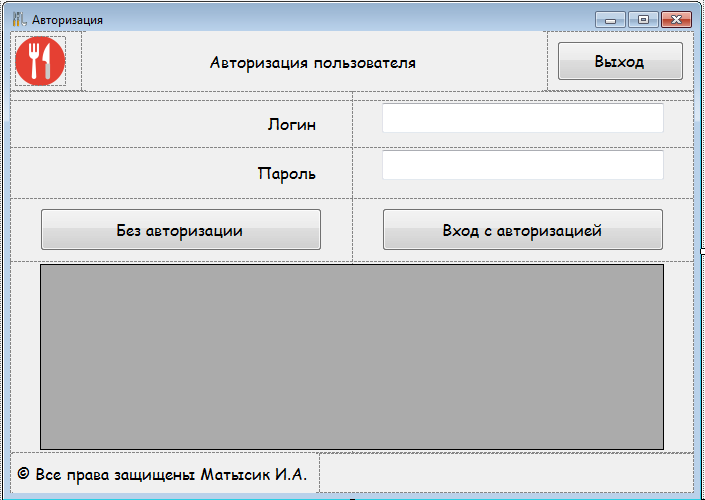 Авторизация
Авторизация пользователя
Выход
Логин
Пароль
Без авторизации
Вход с авторизацией
© Все права защищены Матысик И.А.